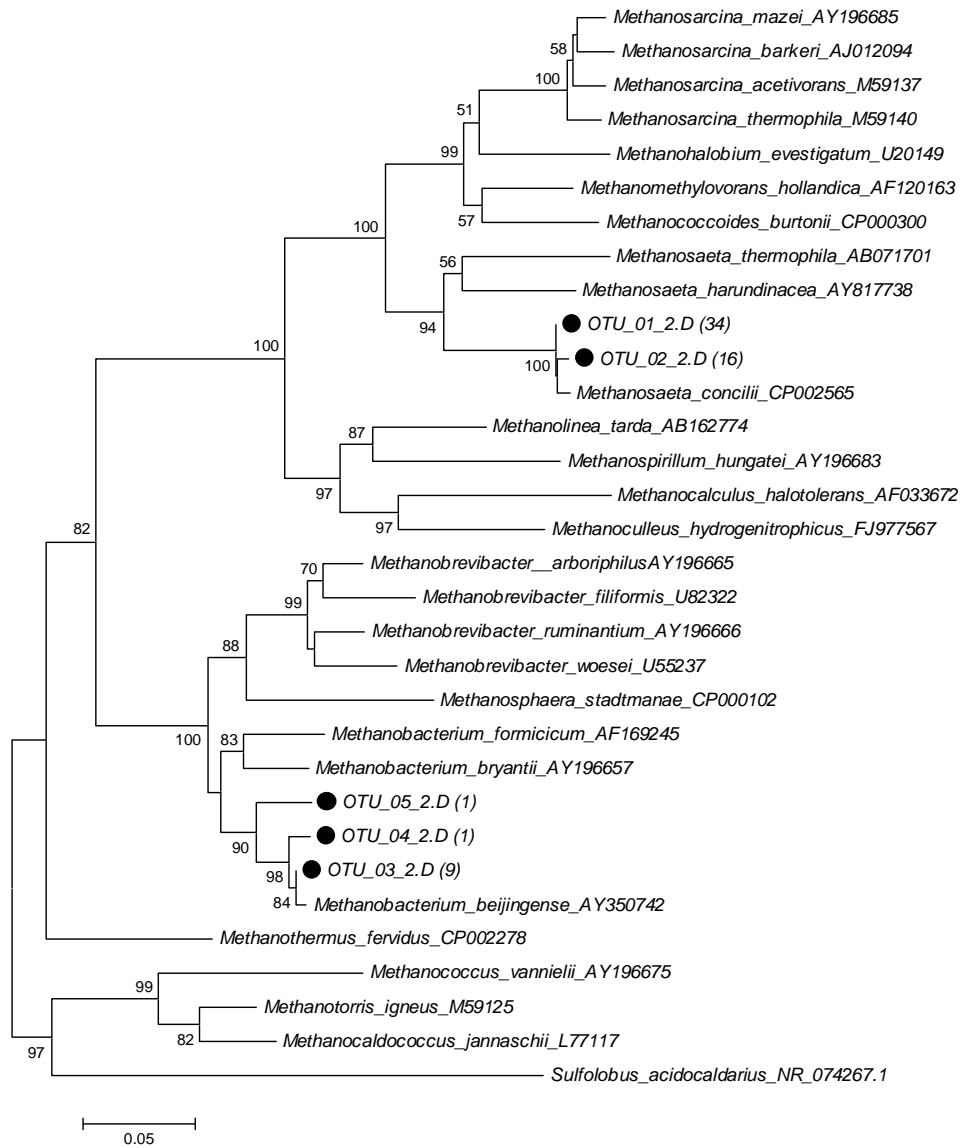 Methanosarcina_mazei_AY196685
58
Methanosarcina_barkeri_AJ012094
100
Methanosarcina_acetivorans_M59137
51
Methanosarcina_thermophila_M59140
99
Methanohalobium_evestigatum_U20149
Methanomethylovorans_hollandica_AF120163
57
Methanococcoides_burtonii_CP000300
100
56
Methanosaeta_thermophila_AB071701
Methanosaeta_harundinacea_AY817738
94
OTU_01_2.D (34)
100
100
OTU_02_2.D (16)
Methanosaeta_concilii_CP002565
87
Methanolinea_tarda_AB162774
Methanospirillum_hungatei_AY196683
97
Methanocalculus_halotolerans_AF033672
97
Methanoculleus_hydrogenitrophicus_FJ977567
82
70
Methanobrevibacter__arboriphilusAY196665
99
Methanobrevibacter_filiformis_U82322
Methanobrevibacter_ruminantium_AY196666
88
Methanobrevibacter_woesei_U55237
Methanosphaera_stadtmanae_CP000102
100
83
Methanobacterium_formicicum_AF169245
Methanobacterium_bryantii_AY196657
OTU_05_2.D (1)
90
OTU_04_2.D (1)
98
OTU_03_2.D (9)
84
Methanobacterium_beijingense_AY350742
Methanothermus_fervidus_CP002278
99
Methanococcus_vannielii_AY196675
Methanotorris_igneus_M59125
82
Methanocaldococcus_jannaschii_L77117
97
Sulfolobus_acidocaldarius_NR_074267.1
0.05